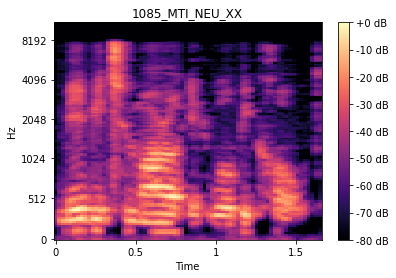 1085_MTI_NEU_XX
+0 dB
8192
-10 dB
4096
-20 dB
-30 dB
2048
Hz
-40 dB
1024
-50 dB
512
-60 dB
-70 dB
0
-80 dB
0
0.5
1
1.5
Time